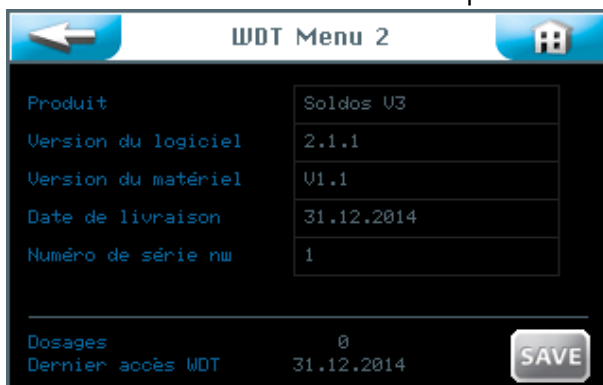 WDT Menu 2
Produit Soldos V3
Version du logiciel 2.1.1
Version du matériel V1.1
Date de livraison 31.12.2014
Numéro de série nw 1
Dosages 0
Dernier accès WDT 31.12.2014
SAVE